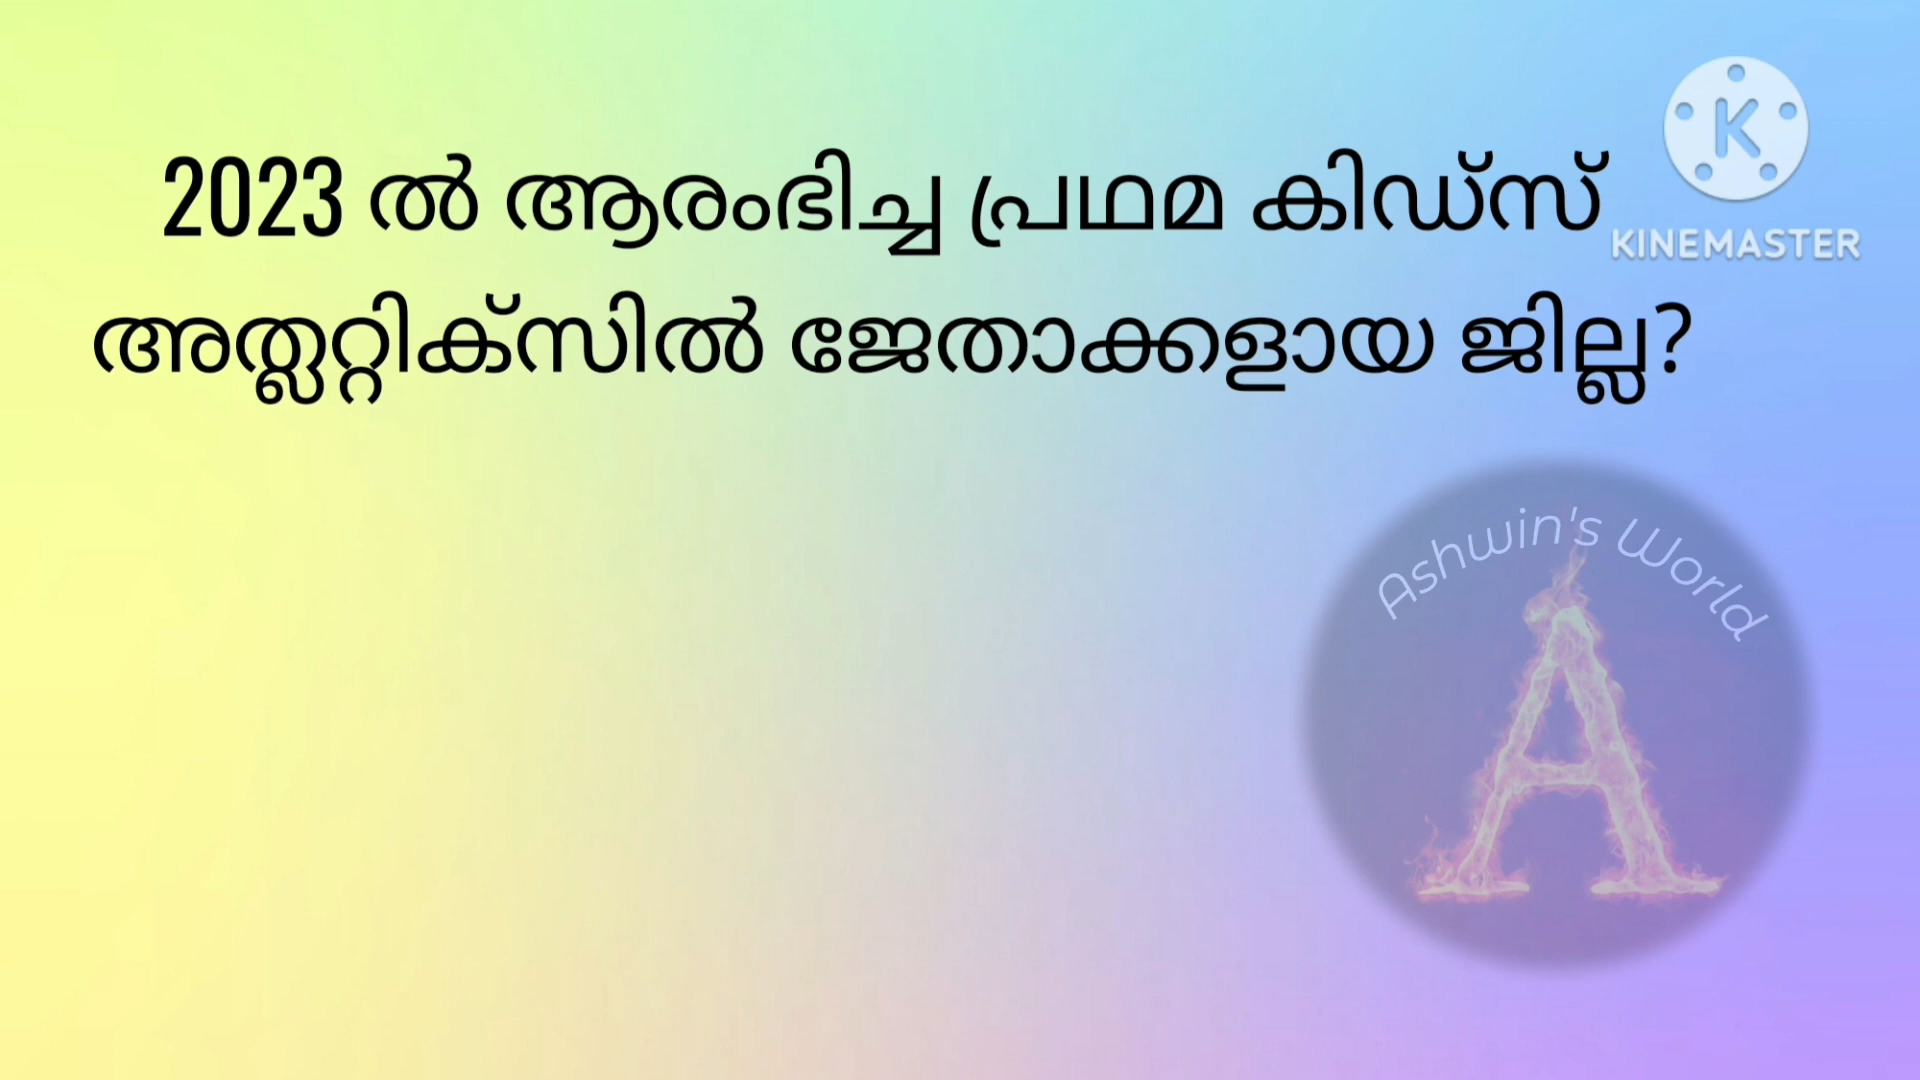 2023 ൽ ആരംഭിച്ച പ്രഥമ കിഡ്സ്
അത്ലറ്റിക്സിൽ ജേതാക്കളായ ജില്ല?
K
KINEMASTER
Ashwin's World
A